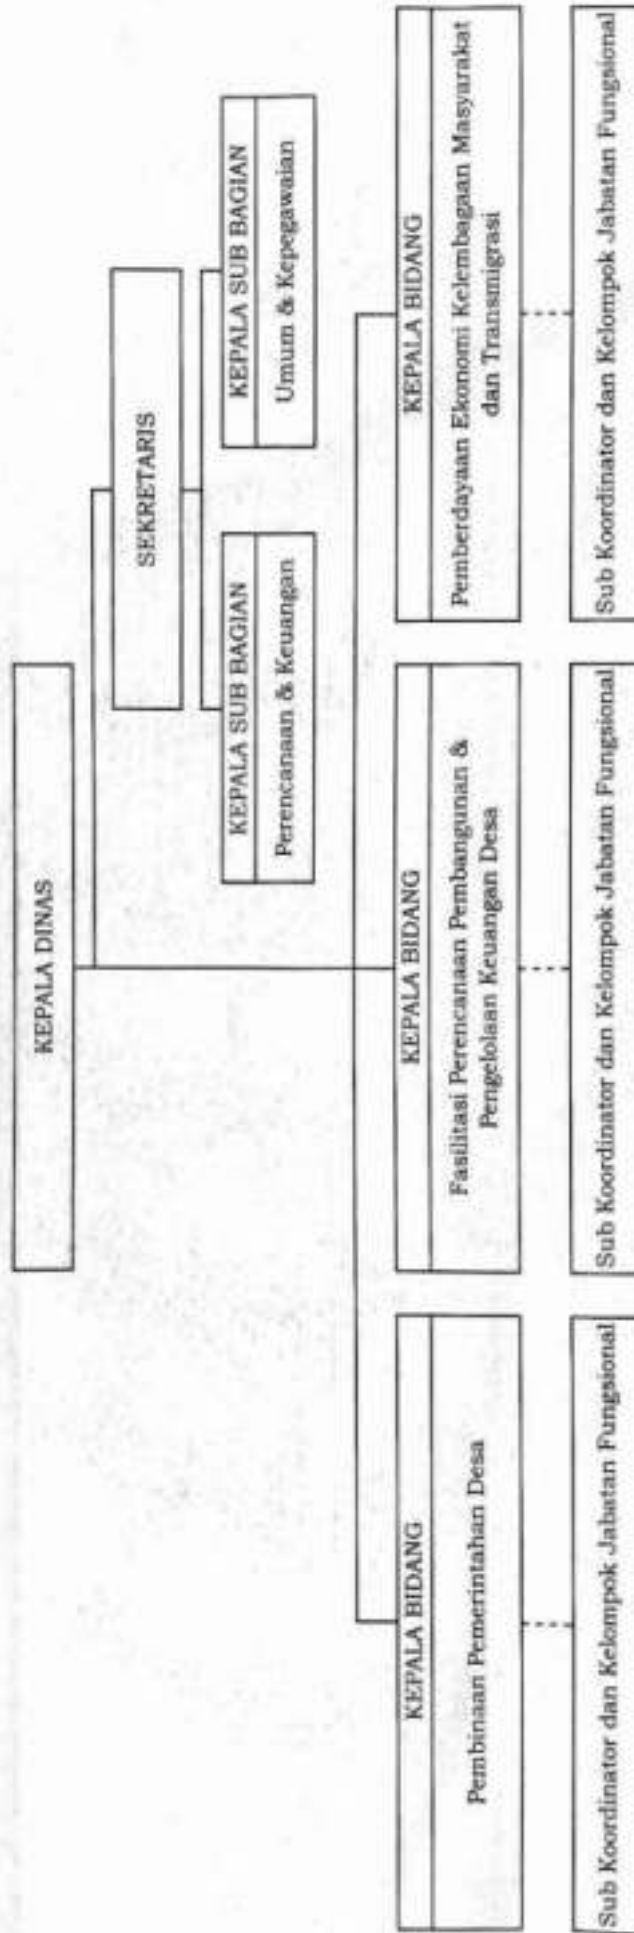 KEPALA DINAS
SEKRETARIS
KEPALA SUB BAGIAN
Perencanaan & Keuangan
KEPALA SUB BAGIAN
Umum & Kepegawaian
KEPALA BIDANG
Pembinaan Pemerintahan Desa
KEPALA BIDANG
Fasilitasi Perencanaan Pembangunan &
Pengelolaan Keuangan Desa
KEPALA BIDANG
Pemberdayaan Ekonomi Kelembagaan Masyarakat
dan Transmigrasi
Sub Koordinator dan Kelompok Jabatan Fungsional
Sub Koordinator dan Kelompok Jabatan Fungsional
Sub Koordinator dan Kelompok Jabatan Fungsional